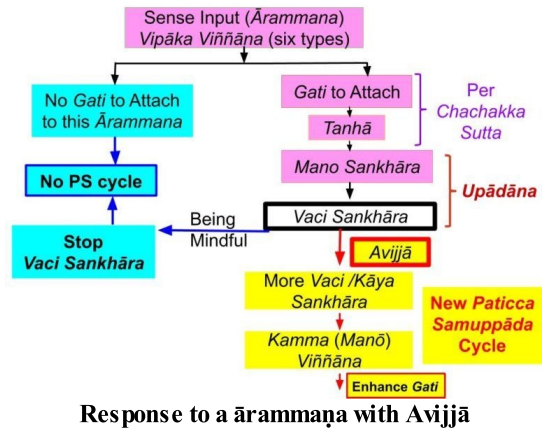 Sense Input (Ārammana)
Vipāka Viññāna (six types)
No Gati to Attach
to this Ārammana
Gati to Attach
Per
Chachakka
Sutta
Tanhā
No PS cycle
Mano Sankhāra
Upādāna
Being
Mindful
Vaci Sankhāra
Stop
Vaci Sankhāra
Avijjā
More Vaci /Kāya
Sankhāra
New Paticca
Samuppāda
Cycle
Kamma (Manō)
Viññāna
Enhance Gati
Response to a ārammaṇa with Avijjā